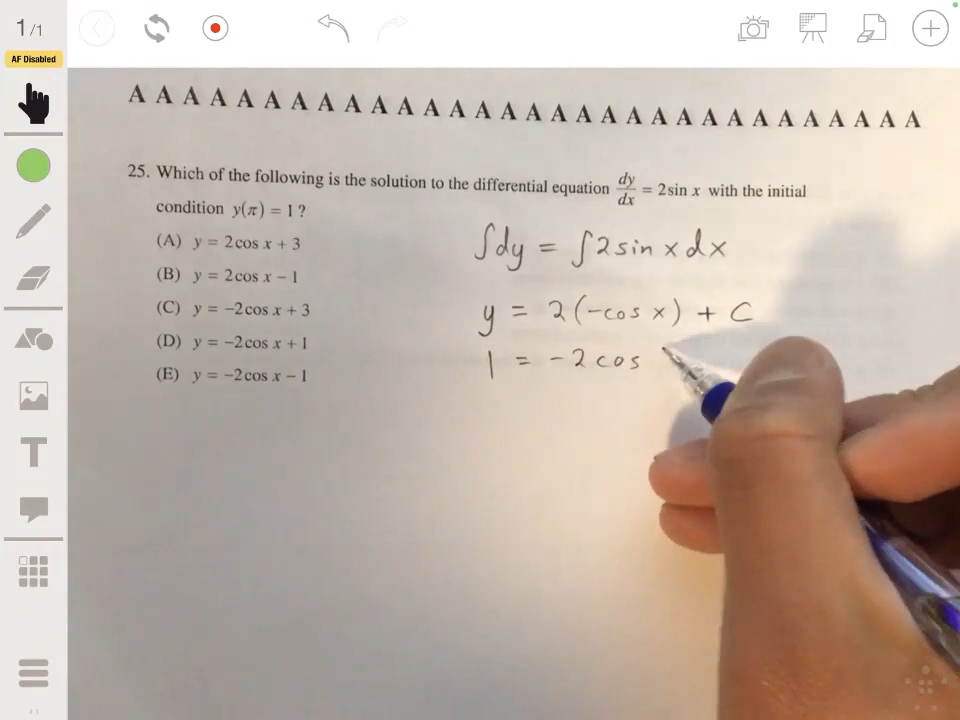 1/1
AF Disabled
A A A A A A A A A A A A A A A A A A A A A A A A A A A A A A
25. Which of the following is the solution to the differential equation dy/dx = 2 sin x with the initial
condition y(π) = 1 ?
(A) y = 2 cos x + 3
(B) y = 2 cos x − 1
(C) y = −2 cos x + 3
(D) y = −2 cos x + 1
(E) y = −2 cos x − 1
∫dy = ∫2 sin x dx
y = 2(−cos x) + C
1 = −2 cos
T